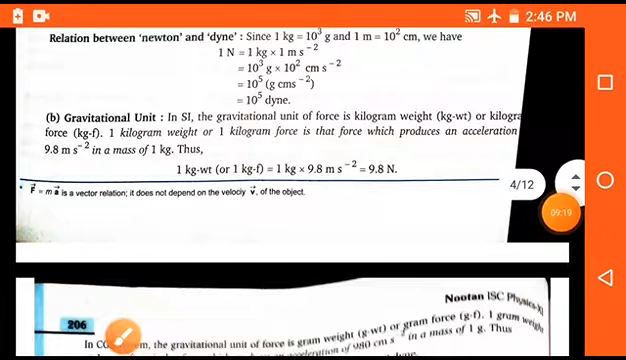 2:46 PM
Relation between 'newton' and 'dyne' : Since 1 kg = 10³ g and 1 m = 10² cm, we have
1 N = 1 kg × 1 m s⁻²
= 10³ g × 10² cm s⁻²
= 10⁵ (g cms⁻²)
= 10⁵ dyne.
(b) Gravitational Unit : In SI, the gravitational unit of force is kilogram weight (kg-wt) or kilogra
force (kg-f). 1 kilogram weight or 1 kilogram force is that force which produces an acceleration
9.8 m s⁻² in a mass of 1 kg. Thus,
1 kg-wt (or 1 kg-f) = 1 kg × 9.8 m s⁻² = 9.8 N.
4/12
* F⃗ = m a⃗ is a vector relation; it does not depend on the velociy v⃗, of the object.
09:19
Nootan ISC Physics-XI
206
In CG m, the gravitational unit of force is gram weight (g-wt) or gram force (g-f). 1 gram weigh
eleration of 980 cm s⁻² in a mass of 1 g. Thus
dyne.